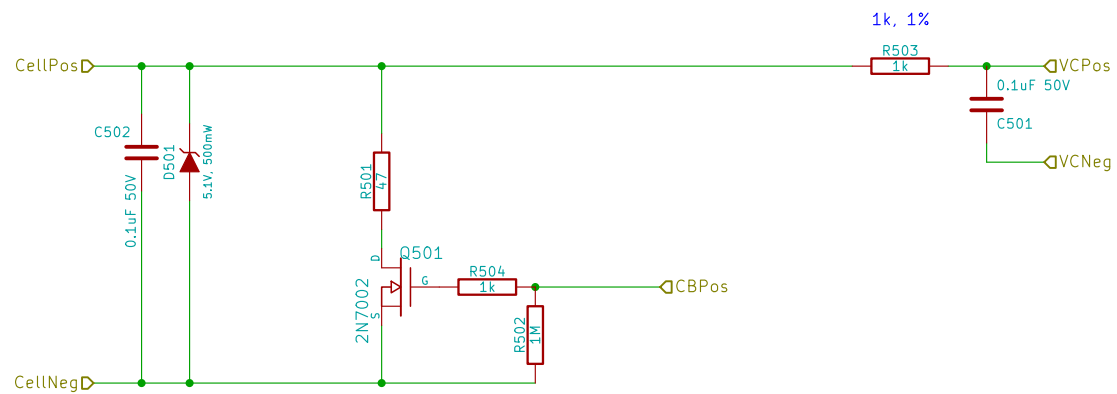 1k, 1%
R503
CellPos
1k
VCPos
0.1uF 50V
C501
C502
D501
5.1V, 500mW
0.1uF 50V
R501
47
VCNeg
Q501
D
G
S
2N7002
R504
1k
CBPos
R502
1M
CellNeg